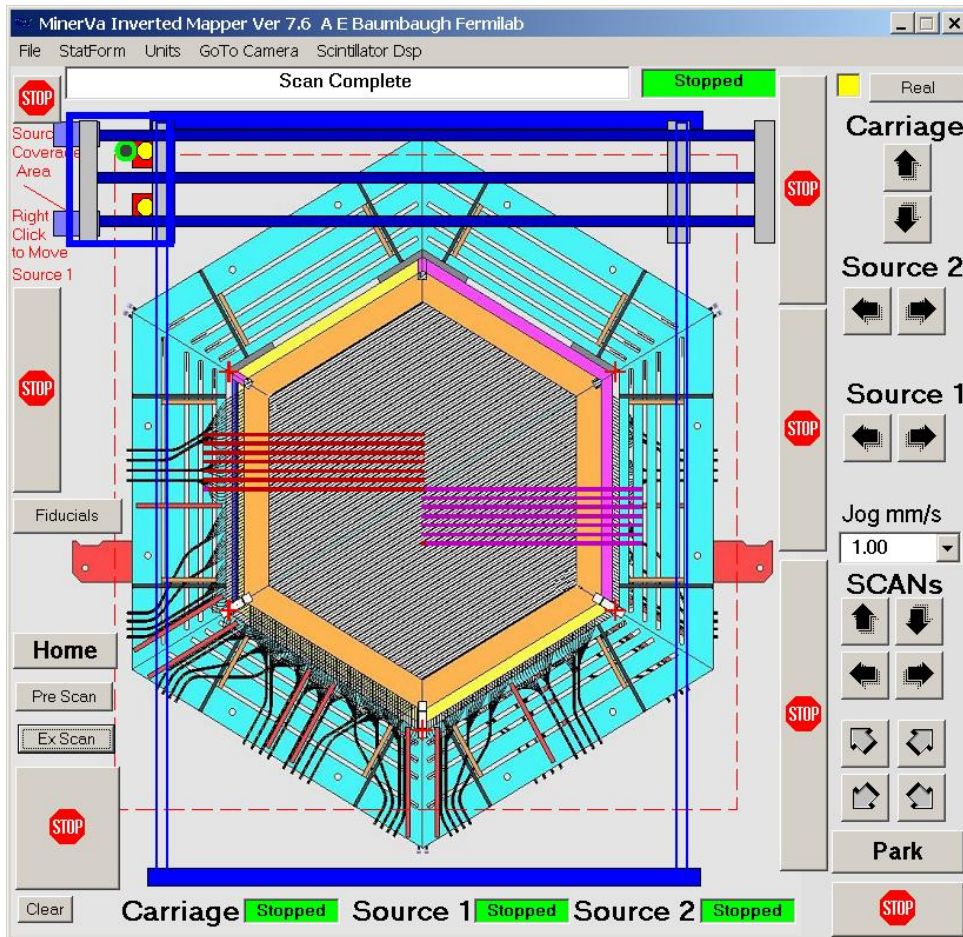 MinerVa Inverted Mapper Ver 7.6 A E Baumbaugh Fermilab
File StatForm Units GoTo Camera Scintillator Dsp
Scan Complete
Stopped
STOP
Real
Sourc
Coverage
Area
Right
Click
to Move
Source 1
Carriage
STOP
Source 2
STOP
Source 1
STOP
Fiducials
Jog mm/s
1.00
SCANs
Home
Pre Scan
Ex Scan
STOP
STOP
Park
Clear
Carriage Stopped Source 1 Stopped Source 2 Stopped
STOP